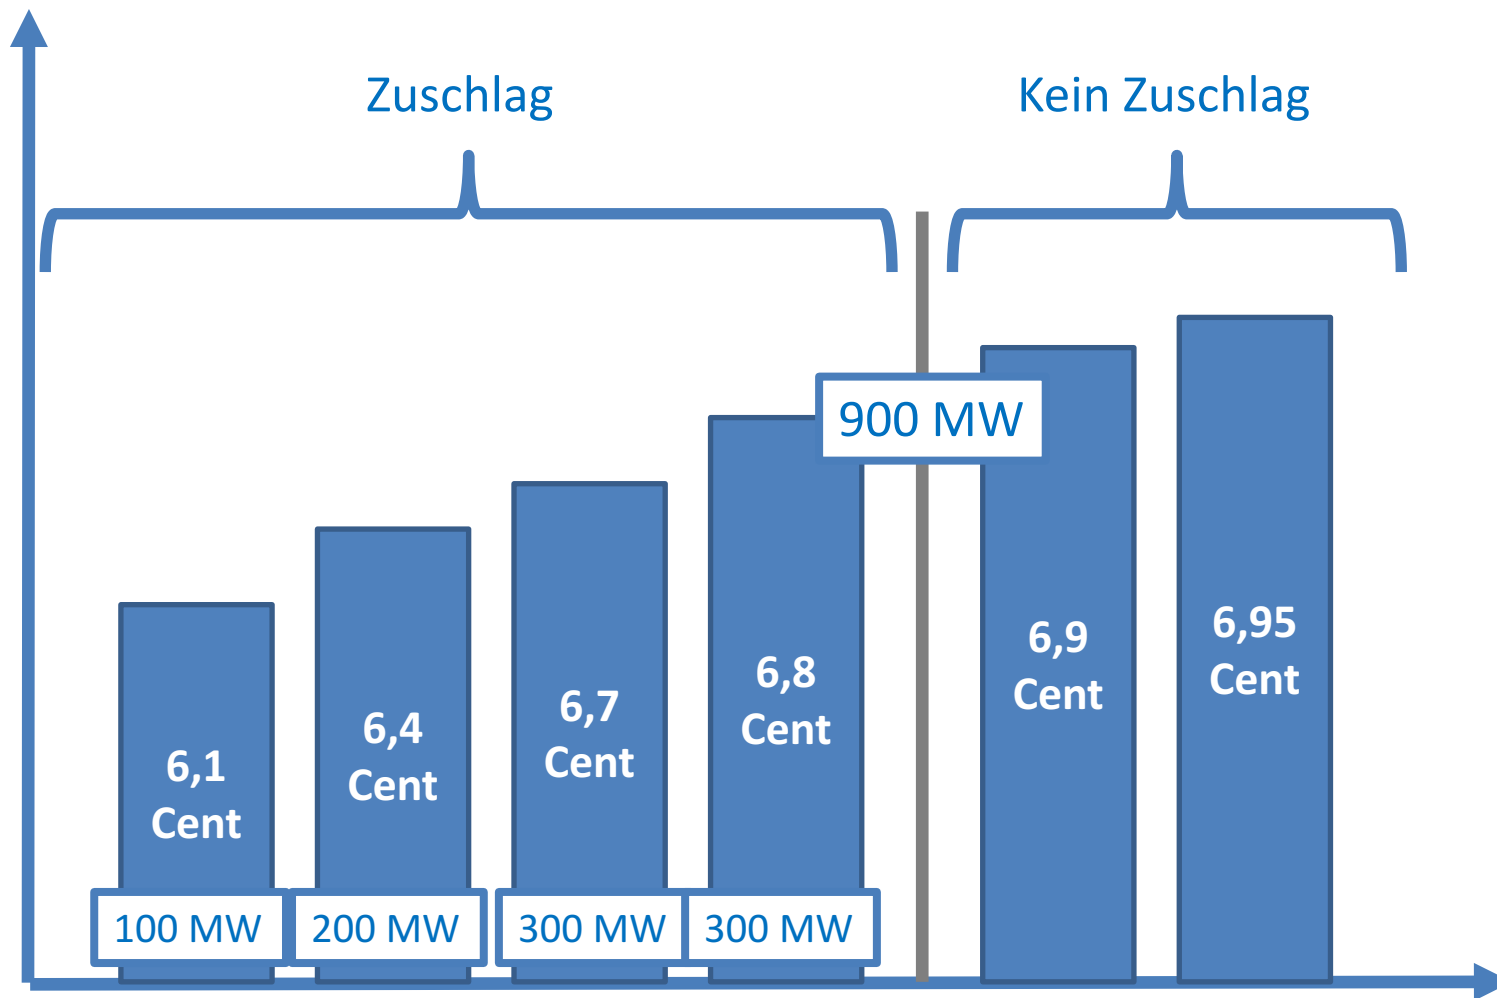 Zuschlag
Kein Zuschlag
900 MW
6,1
Cent
6,4
Cent
6,7
Cent
6,8
Cent
6,9
Cent
6,95
Cent
100 MW
200 MW
300 MW
300 MW